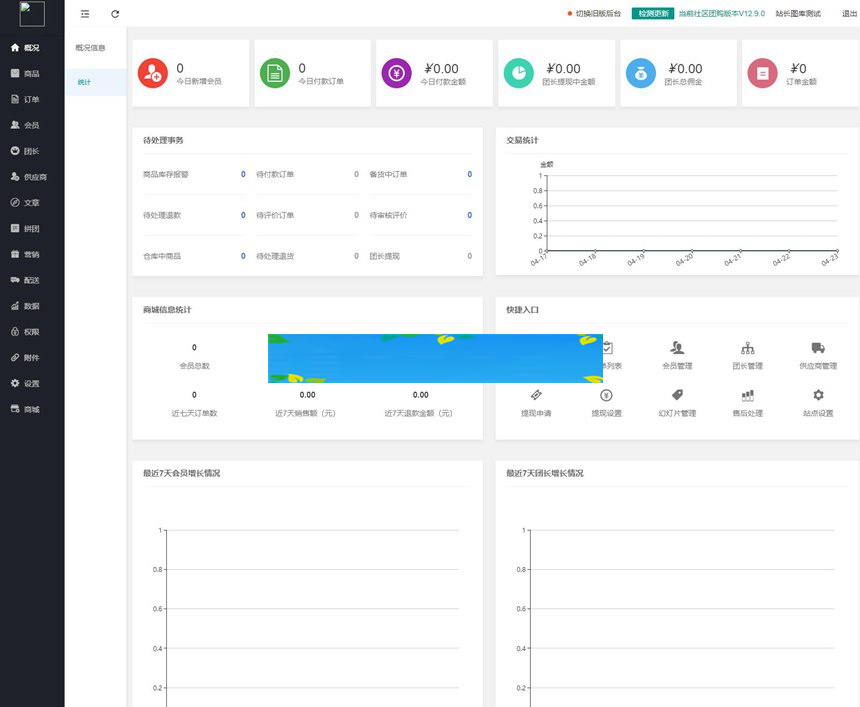 切换旧版后台 检测更新 当前社区团购版本V12.9.0 站长图库测试 退出
概况
商品
订单
会员
团长
供应商
文章
拼团
营销
配送
数据
权限
附件
设置
商城
概况信息
统计
0
今日新增会员
0
今日付款订单
¥0.00
今日付款金额
¥0.00
团长提现中金额
¥0.00
团长总佣金
¥0
订单金额
待处理事务
商品库存报警 0 待付款订单 0 备货中订单 0
待处理退款 0 待评价订单 0 待审核评价 0
仓库中商品 0 待处理退货 0 团长提现 0
交易统计
金额
1
0.8
0.6
0.4
0.2
0
04-17 04-18 04-19 04-20 04-21 04-22 04-23
商城信息统计
0
会员总数
0 0.00 0.00
近七天订单数 近7天销售额（元） 近7天退款金额（元）
快捷入口
单列表 会员管理 团长管理 供应商管理
提现申请 提现设置 幻灯片管理 售后处理 站点设置
最近7天会员增长情况
1
0.8
0.6
0.4
0.2
最近7天团长增长情况
1
0.8
0.6
0.4
0.2